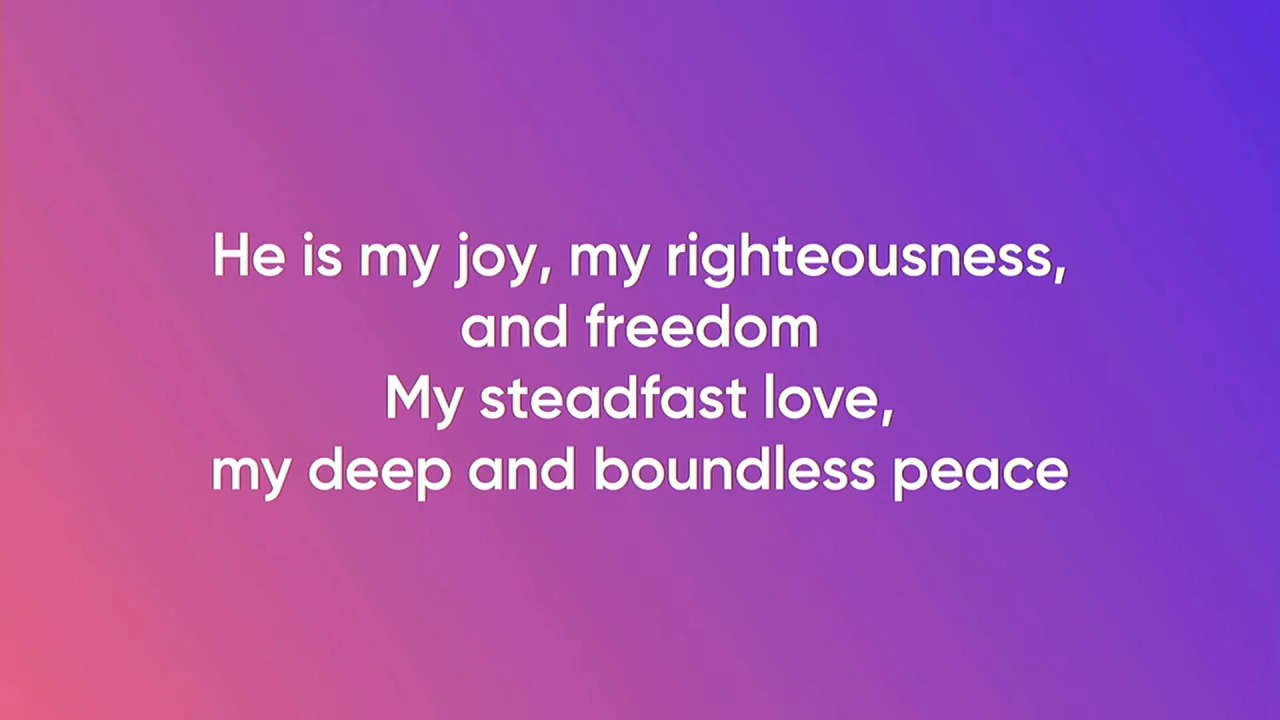 He is my joy, my righteousness,
and freedom
My steadfast love,
my deep and boundless peace